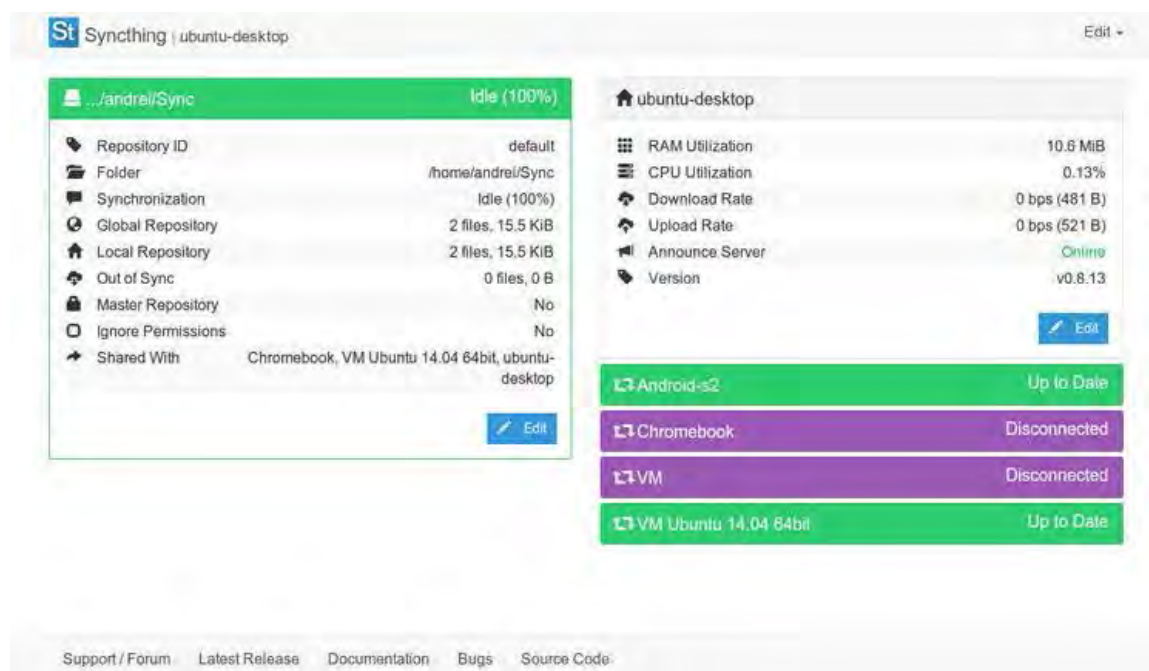 St Syncthing | ubuntu-desktop
Edit
.../andrei/Sync Idle (100%)
Repository ID default
Folder /home/andrei/Sync
Synchronization Idle (100%)
Global Repository 2 files, 15.5 KiB
Local Repository 2 files, 15.5 KiB
Out of Sync 0 files, 0 B
Master Repository No
Ignore Permissions No
Shared With Chromebook, VM Ubuntu 14.04 64bit, ubuntu-
desktop
Edit
ubuntu-desktop
RAM Utilization 10.6 MiB
CPU Utilization 0.13%
Download Rate 0 bps (481 B)
Upload Rate 0 bps (521 B)
Announce Server Online
Version v0.8.13
Edit
Android-s2 Up to Date
Chromebook Disconnected
VM Disconnected
VM Ubuntu 14.04 64bit Up to Date
Support / Forum Latest Release Documentation Bugs Source Code